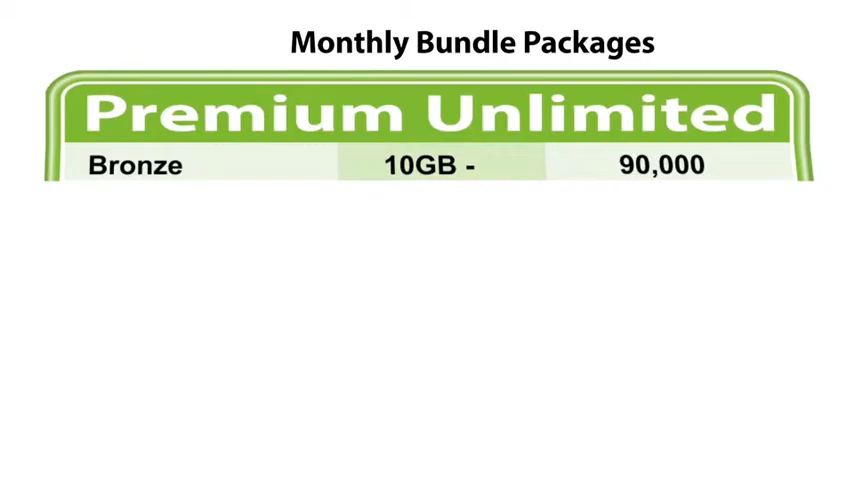 Monthly Bundle Packages
Premium Unlimited
Bronze 10GB - 90,000